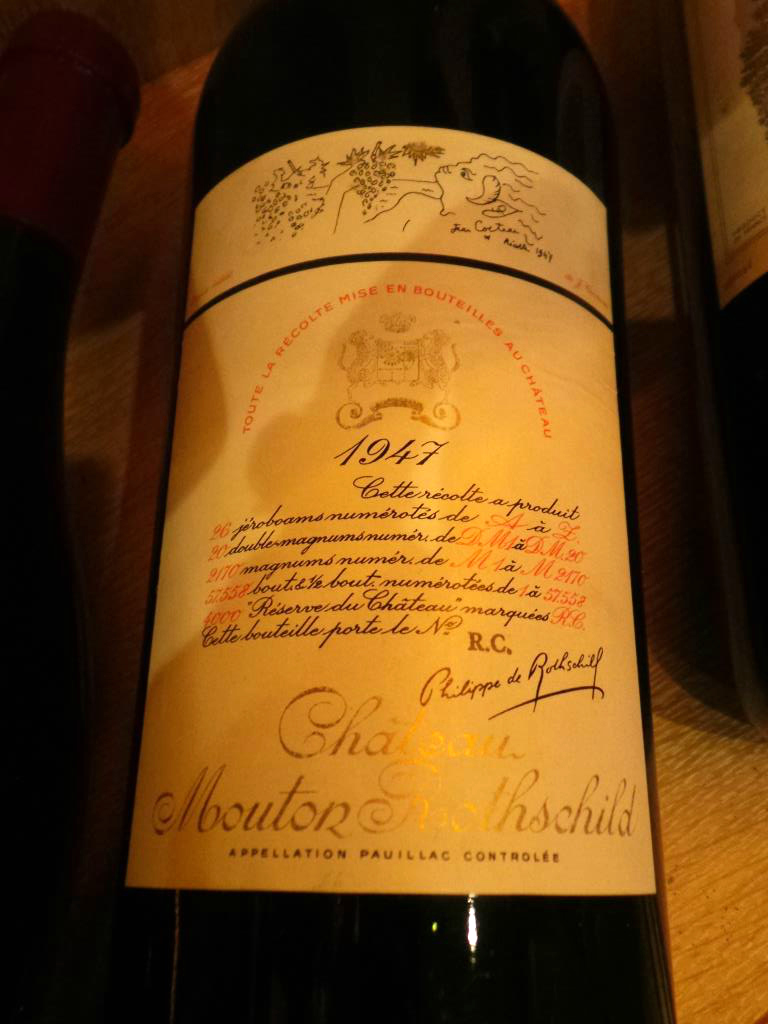 Jean Cocteau
1947
TOUTE LA RÉCOLTE MISE EN BOUTEILLES AU CHÂTEAU
1947
Cette récolte a produit
26 jéroboams numérotés de A à Z.
20 double-magnums numér. de D.M.1 à D.M.20
2170 magnums numér. de M 1 à M 2170
57558 bout. & ½ bout. numérotées de 1 à 57558
4000 "Réserve du Château" marquées R.C.
Cette bouteille porte le No. R.C.
Philippe de Rothschild
Château
Mouton Rothschild
APPELLATION PAUILLAC CONTROLÉE